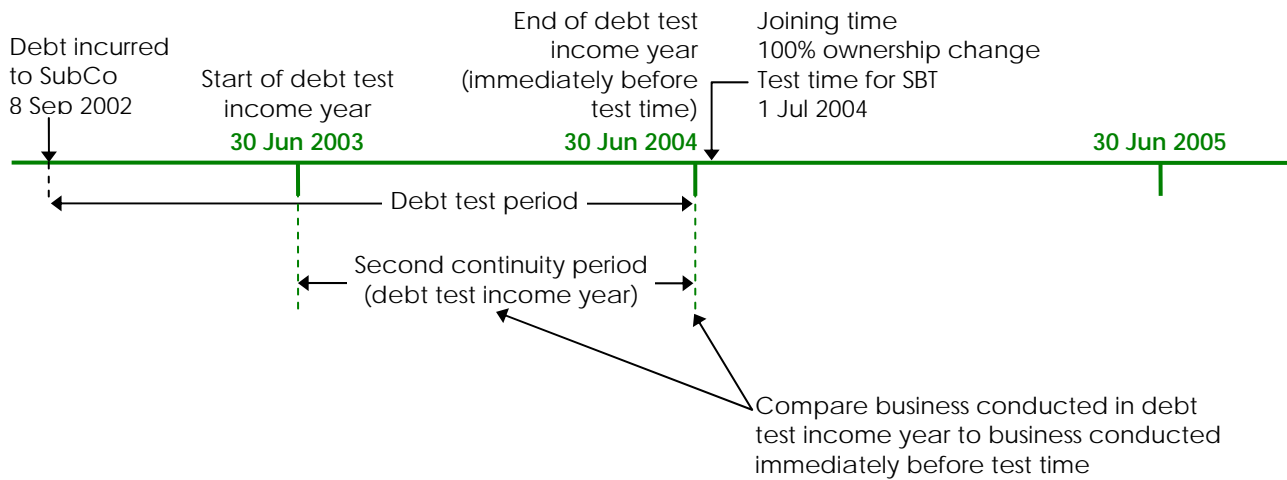 Debt incurred
to SubCo
8 Sep 2002
Start of debt test
income year
30 Jun 2003
End of debt test
income year
(immediately before
test time)
30 Jun 2004
Joining time
100% ownership change
Test time for SBT
1 Jul 2004
30 Jun 2005
Debt test period
Second continuity period
(debt test income year)
Compare business conducted in debt
test income year to business conducted
immediately before test time